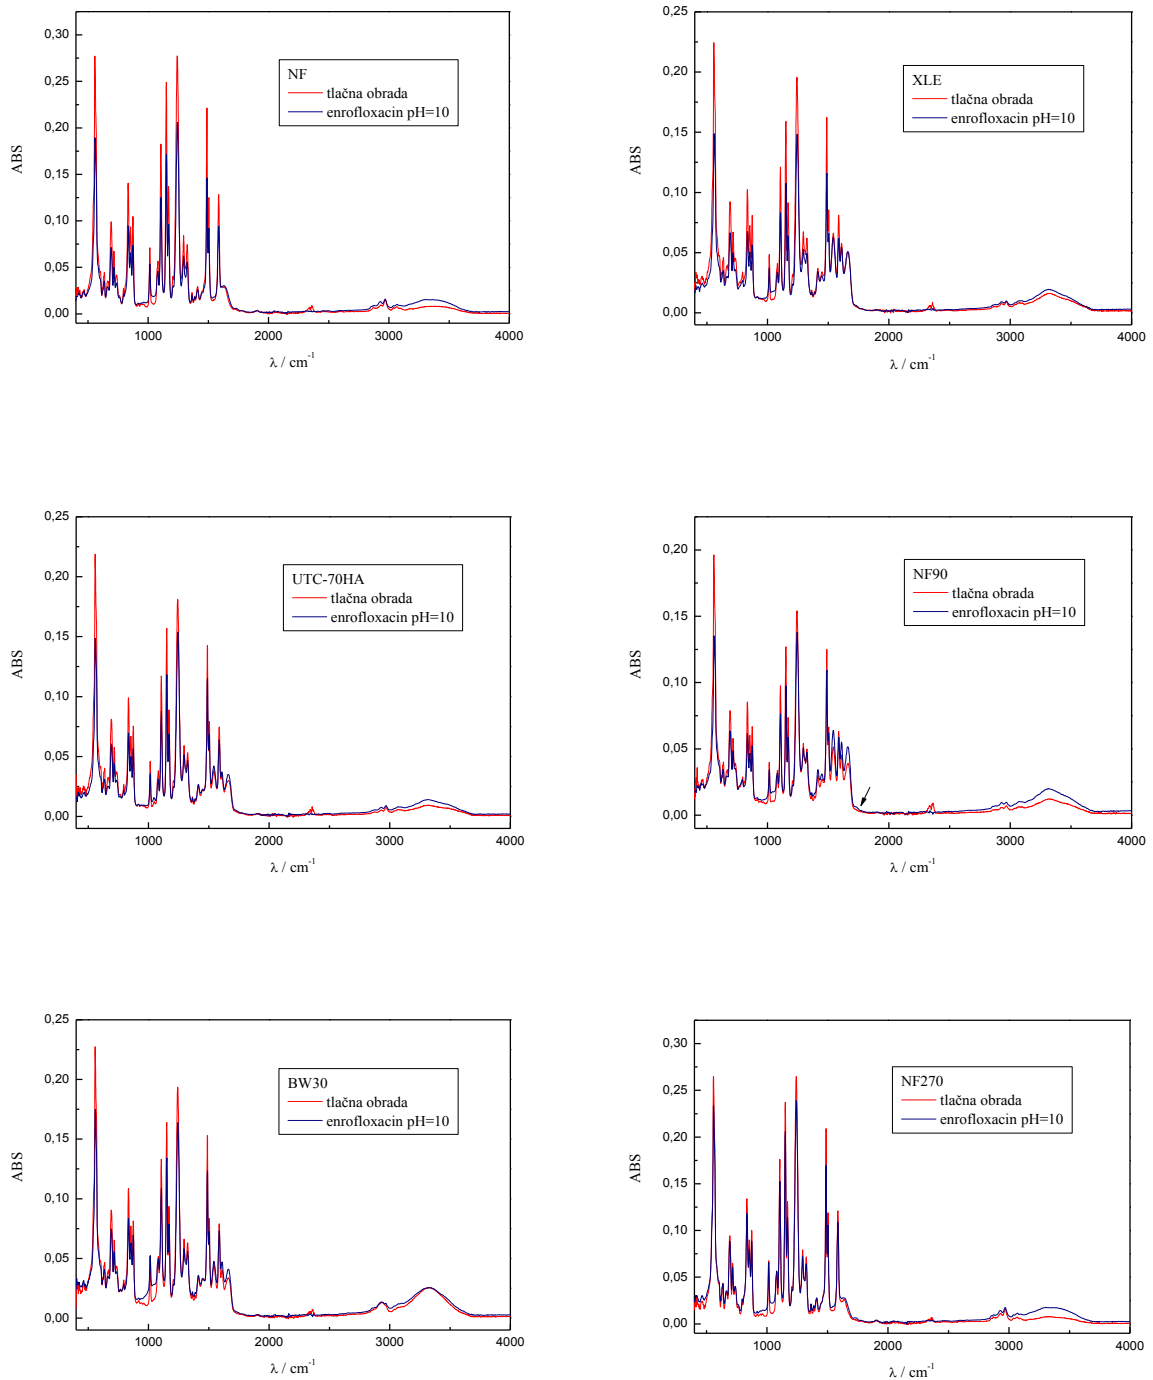 0,30
0,25
0,20
0,15
0,10
0,05
0,00
ABS
NF
tlačna obrada
enrofloxacin pH=10
1000 2000 3000 4000
λ / cm-1
0,25
0,20
0,15
0,10
0,05
0,00
ABS
XLE
tlačna obrada
enrofloxacin pH=10
1000 2000 3000 4000
λ / cm-1
0,25
0,20
0,15
0,10
0,05
0,00
ABS
UTC-70HA
tlačna obrada
enrofloxacin pH=10
1000 2000 3000 4000
λ / cm-1
0,20
0,15
0,10
0,05
0,00
ABS
NF90
tlačna obrada
enrofloxacin pH=10
1000 2000 3000 4000
λ / cm-1
0,25
0,20
0,15
0,10
0,05
0,00
ABS
BW30
tlačna obrada
enrofloxacin pH=10
1000 2000 3000 4000
λ / cm-1
0,30
0,25
0,20
0,15
0,10
0,05
0,00
ABS
NF270
tlačna obrada
enrofloxacin pH=10
1000 2000 3000 4000
λ / cm-1